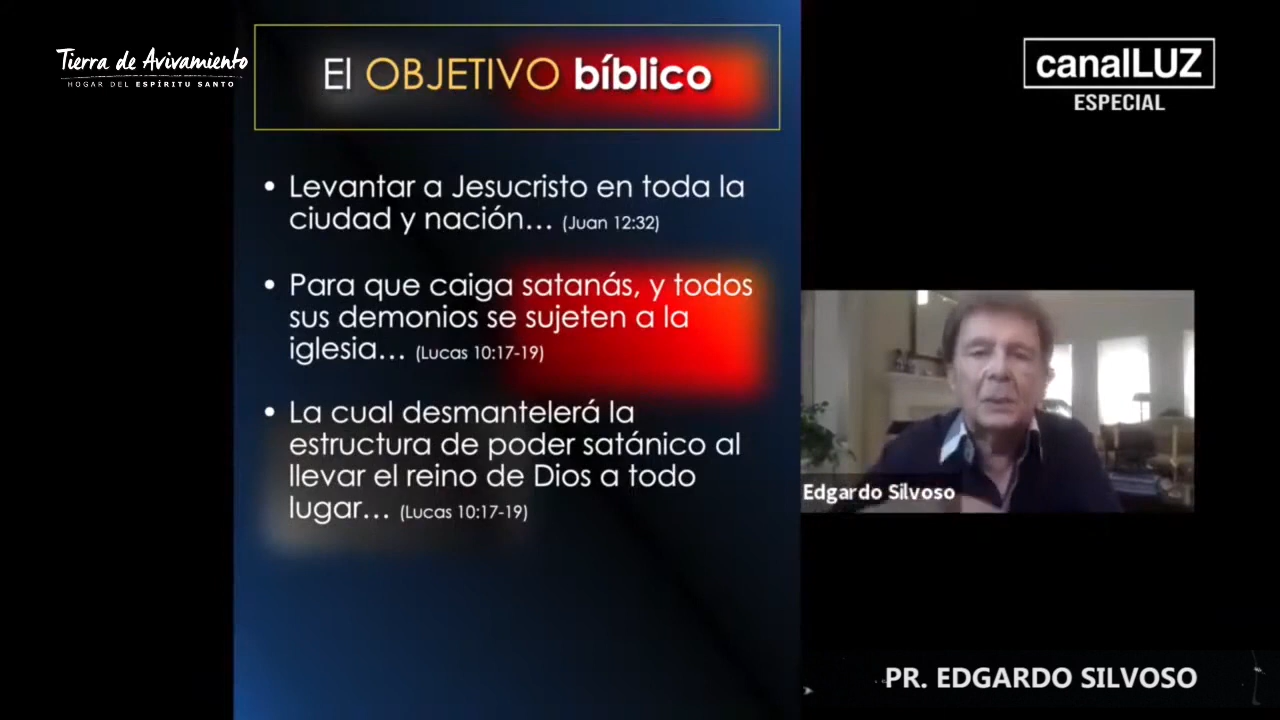 Tierra de Avivamiento
HOGAR DEL ESPÍRITU SANTO
El OBJETIVO bíblico
canalLUZ
ESPECIAL
• Levantar a Jesucristo en toda la
ciudad y nación... (Juan 12:32)
• Para que caiga satanás, y todos
sus demonios se sujeten a la
iglesia... (Lucas 10:17-19)
• La cual desmantelerá la
estructura de poder satánico al
llevar el reino de Dios a todo
lugar... (Lucas 10:17-19)
Edgardo Silvoso
PR. EDGARDO SILVOSO